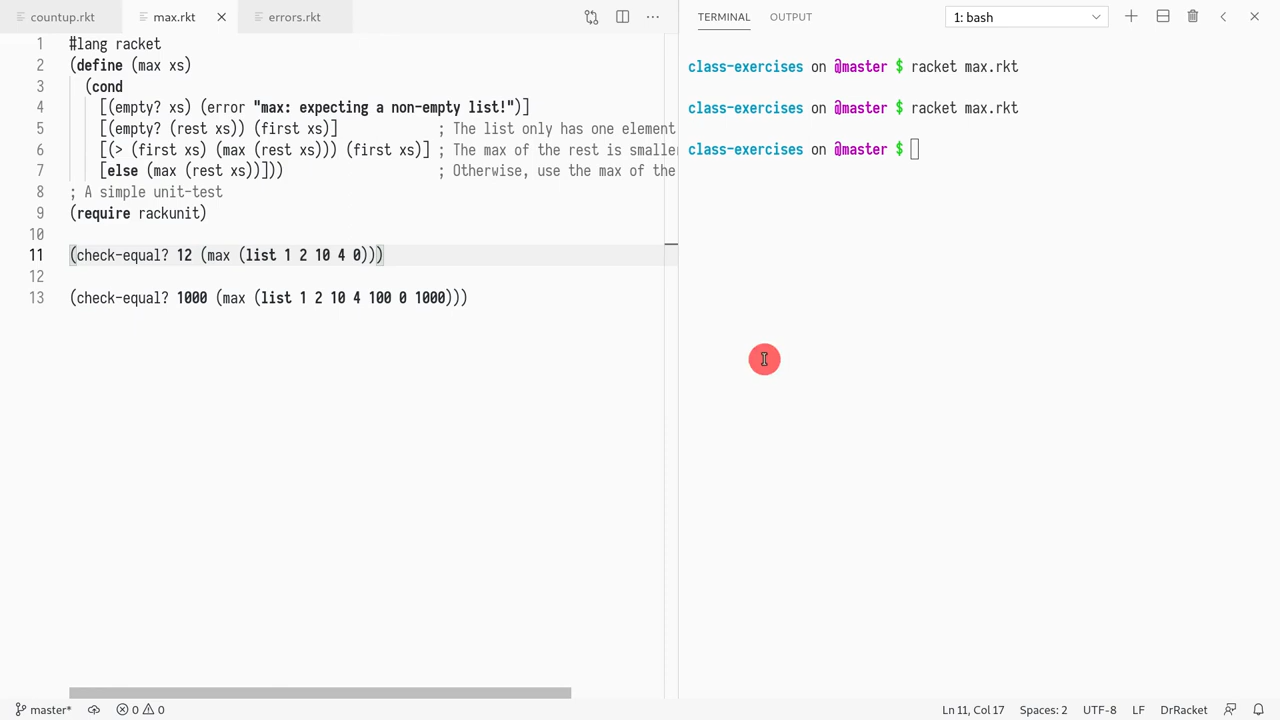 countup.rkt max.rkt errors.rkt
1 #lang racket
2 (define (max xs)
3 (cond
4 [(empty? xs) (error "max: expecting a non-empty list!")]
5 [(empty? (rest xs)) (first xs)] ; The list only has one element
6 [(> (first xs) (max (rest xs))) (first xs)] ; The max of the rest is smalle
7 [else (max (rest xs))])) ; Otherwise, use the max of the
8 ; A simple unit-test
9 (require rackunit)
10
11 (check-equal? 12 (max (list 1 2 10 4 0)))
12
13 (check-equal? 1000 (max (list 1 2 10 4 100 0 1000)))
TERMINAL OUTPUT 1: bash
class-exercises on @master $ racket max.rkt
class-exercises on @master $ racket max.rkt
class-exercises on @master $
master* 0 0 Ln 11, Col 17 Spaces: 2 UTF-8 LF DrRacket